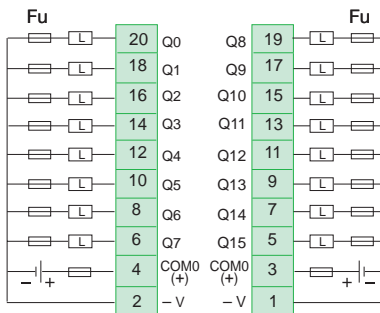 Fu Fu
L 20 Q0 Q8 19 L
L 18 Q1 Q9 17 L
L 16 Q2 Q10 15 L
L 14 Q3 Q11 13 L
L 12 Q4 Q12 11 L
L 10 Q5 Q13 9 L
L 8 Q6 Q14 7 L
L 6 Q7 Q15 5 L
− + 4 COM0 (+) COM0 (+) 3 + −
2 – V – V 1